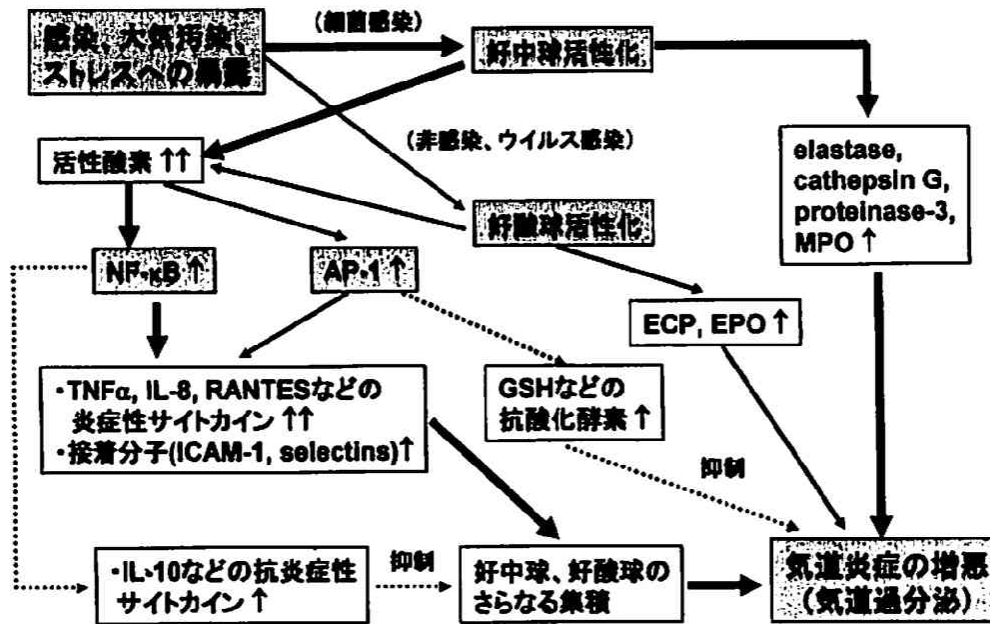 感染、大気汚染、
ストレスへの暴露
(細菌感染)
好中球活性化
(非感染、ウイルス感染)
活性酸素 ↑↑
elastase,
cathepsin G,
proteinase-3,
MPO ↑
好酸球活性化
NF-κB ↑
AP-1 ↑
ECP, EPO ↑
・TNFα, IL-8, RANTESなどの
炎症性サイトカイン ↑↑
・接着分子(ICAM-1, selectins)↑
GSHなどの
抗酸化酵素 ↑
抑制
・IL-10などの抗炎症性
サイトカイン ↑
抑制
好中球、好酸球の
さらなる集積
気道炎症の増悪
(気道過分泌)